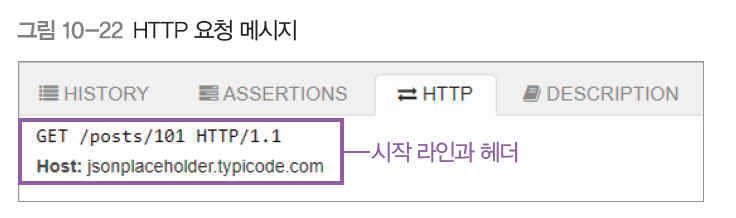 그림 10-22 HTTP 요청 메시지
HISTORY ASSERTIONS HTTP DESCRIPTION
GET /posts/101 HTTP/1.1
Host: jsonplaceholder.typicode.com
시작 라인과 헤더